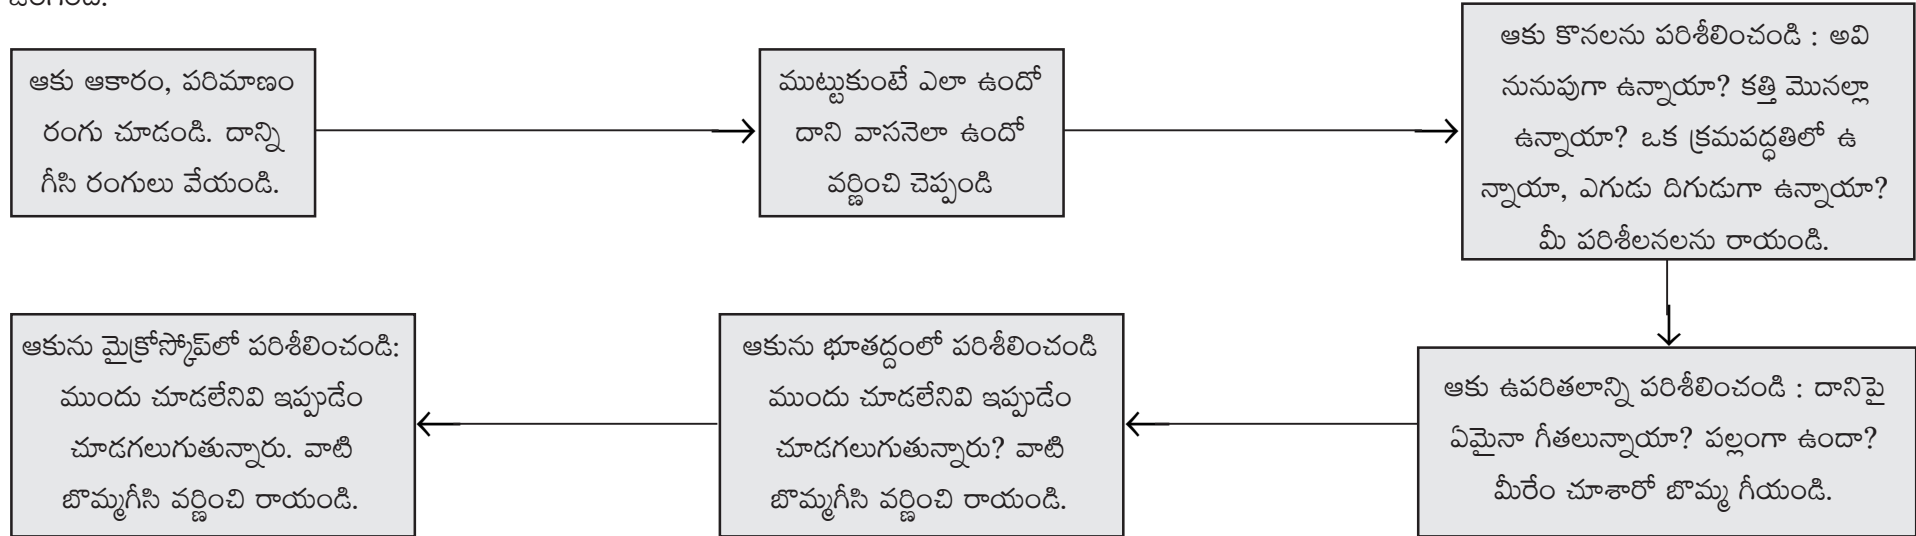 ఆకు ఆకారం, పరిమాణం
రంగు చూడండి. దాన్ని
గీసి రంగులు వేయండి.
ముట్టుకుంటే ఎలా ఉందో
దాని వాసనెలా ఉందో
వర్ణించి చెప్పండి
ఆకు కొనలను పరిశీలించండి : అవి
నునుపుగా ఉన్నాయా? కత్తి మొనల్లా
ఉన్నాయా? ఒక క్రమపద్ధతిలో ఉ
న్నాయా, ఎగుడు దిగుడుగా ఉన్నాయా?
మీ పరిశీలనలను రాయండి.
ఆకు ఉపరితలాన్ని పరిశీలించండి : దానిపై
ఏమైనా గీతలున్నాయా? పల్లంగా ఉందా?
మీరేం చూశారో బొమ్మ గీయండి.
ఆకును భూతద్దంలో పరిశీలించండి
ముందు చూడలేనివి ఇప్పుడేం
చూడగలుగుతున్నారు? వాటి
బొమ్మగీసి వర్ణించి రాయండి.
ఆకును మైక్రోస్కోప్‌లో పరిశీలించండి:
ముందు చూడలేనివి ఇప్పుడేం
చూడగలుగుతున్నారు. వాటి
బొమ్మగీసి వర్ణించి రాయండి.